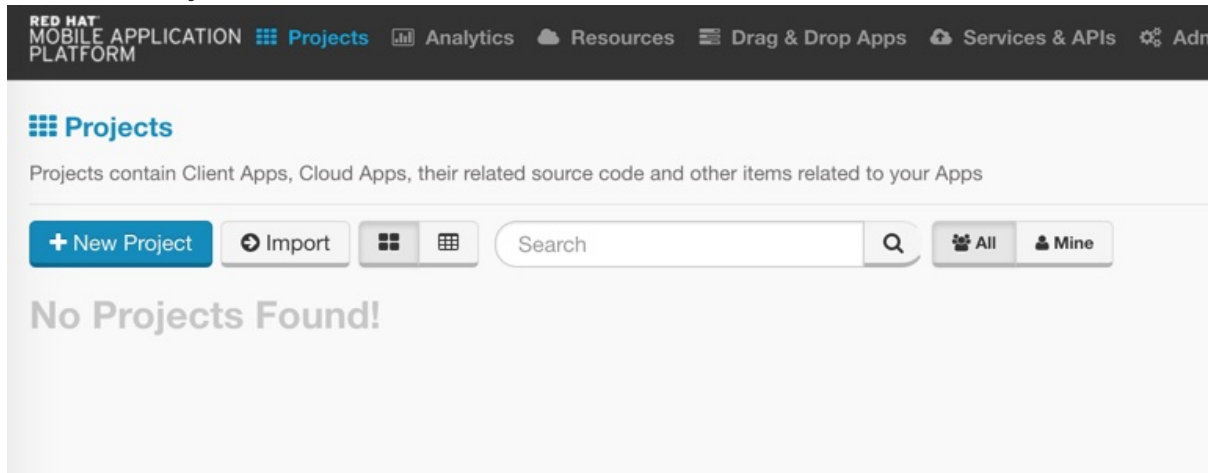 RED HAT
MOBILE APPLICATION
PLATFORM
Projects Analytics Resources Drag & Drop Apps Services & APIs
Projects
Projects contain Client Apps, Cloud Apps, their related source code and other items related to your Apps
+ New Project Import Search All Mine
No Projects Found!